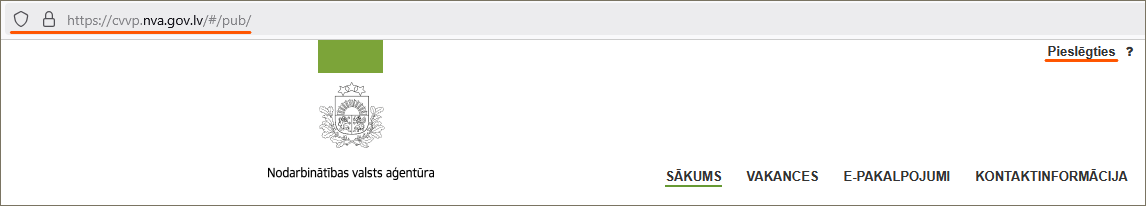 https://cvvp.nva.gov.lv/#/pub/
Pieslēgties ?
Nodarbinātības valsts aģentūra
SĀKUMS VAKANCES E-PAKALPOJUMI KONTAKTINFORMĀCIJA